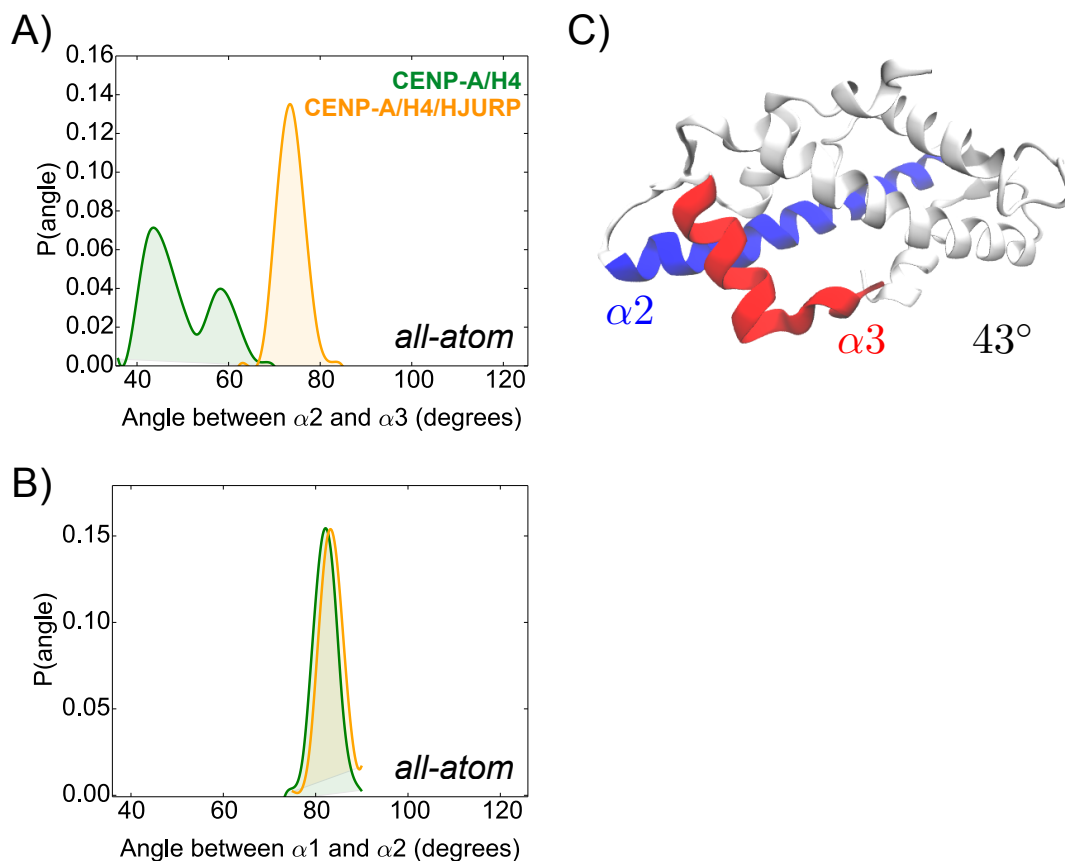 A)
0.16
0.14
0.12
0.10
0.08
0.06
0.04
0.02
0.00
P(angle)
CENP-A/H4
CENP-A/H4/HJURP
all-atom
40 60 80 100 120
Angle between α2 and α3 (degrees)
B)
0.15
0.10
0.05
0.00
P(angle)
all-atom
40 60 80 100 120
Angle between α1 and α2 (degrees)
C)
α2
α3
43°